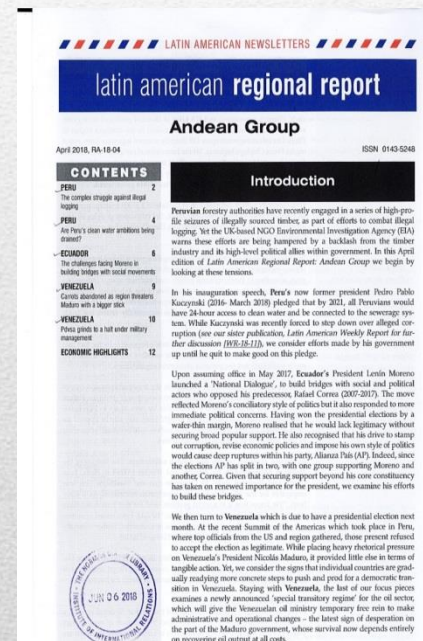 LATIN AMERICAN NEWSLETTERS
latin american regional report
Andean Group
April 2018, RA-18-04
ISSN 0143-5248
CONTENTS
PERU 2
The complex struggle against illegal
logging
PERU 4
Are Peru's clean water ambitions being
drained?
ECUADOR 6
The challenges facing Moreno in
building bridges with social movements
VENEZUELA 9
Carrots abandoned as region threatens
Maduro with a bigger stick
VENEZUELA 10
Pdvsa grinds to a halt under military
management
ECONOMIC HIGHLIGHTS 12
Introduction
Peruvian forestry authorities have recently engaged in a series of high-pro-
file seizures of illegally sourced timber, as part of efforts to combat illegal
logging. Yet the UK-based NGO Environmental Investigation Agency (EIA)
warns these efforts are being hampered by a backlash from the timber
industry and its high-level political allies within government. In this April
edition of Latin American Regional Report: Andean Group we begin by
looking at these tensions.
In his inauguration speech, Peru's now former president Pedro Pablo
Kuczynski (2016- March 2018) pledged that by 2021, all Peruvians would
have 24-hour access to clean water and be connected to the sewerage sys-
tem. While Kuczynski was recently forced to step down over alleged cor-
ruption (see our sister publication, Latin American Weekly Report for fur-
ther discussion [WR-18-11]), we consider efforts made by his government
up until he quit to make good on this pledge.
Upon assuming office in May 2017, Ecuador's President Lenín Moreno
launched a 'National Dialogue', to build bridges with social and political
actors who opposed his predecessor, Rafael Correa (2007-2017). The move
reflected Moreno's conciliatory style of politics but it also responded to more
immediate political concerns. Having won the presidential elections by a
wafer-thin margin, Moreno realised that he would lack legitimacy without
securing broad popular support. He also recognised that his drive to stamp
out corruption, revise economic policies and impose his own style of politics
would cause deep ruptures within his party, Alianza País (AP). Indeed, since
the elections AP has split in two, with one group supporting Moreno and
another, Correa. Given that securing support beyond his core constituency
has taken on renewed importance for the president, we examine his efforts
to build these bridges.
We then turn to Venezuela which is due to have a presidential election next
month. At the recent Summit of the Americas which took place in Peru,
where top officials from the US and region gathered, those present refused
to accept the election as legitimate. While placing heavy rhetorical pressure
on Venezuela's President Nicolás Maduro, it provided little else in terms of
tangible action. Yet, we consider the signs that individual countries are grad-
ually readying more concrete steps to push and prod for a democratic tran-
sition in Venezuela. Staying with Venezuela, the last of our focus pieces
examines a newly announced 'special transitory regime' for the oil sector,
which will give the Venezuelan oil ministry temporary free rein to make
administrative and operational changes – the latest sign of desperation on
the part of the Maduro government, whose survival now depends entirely
on recovering oil output at all costs.
LIBRARY
JUN 06 2018
INSTITUTE OF INTERNATIONAL RELATIONS